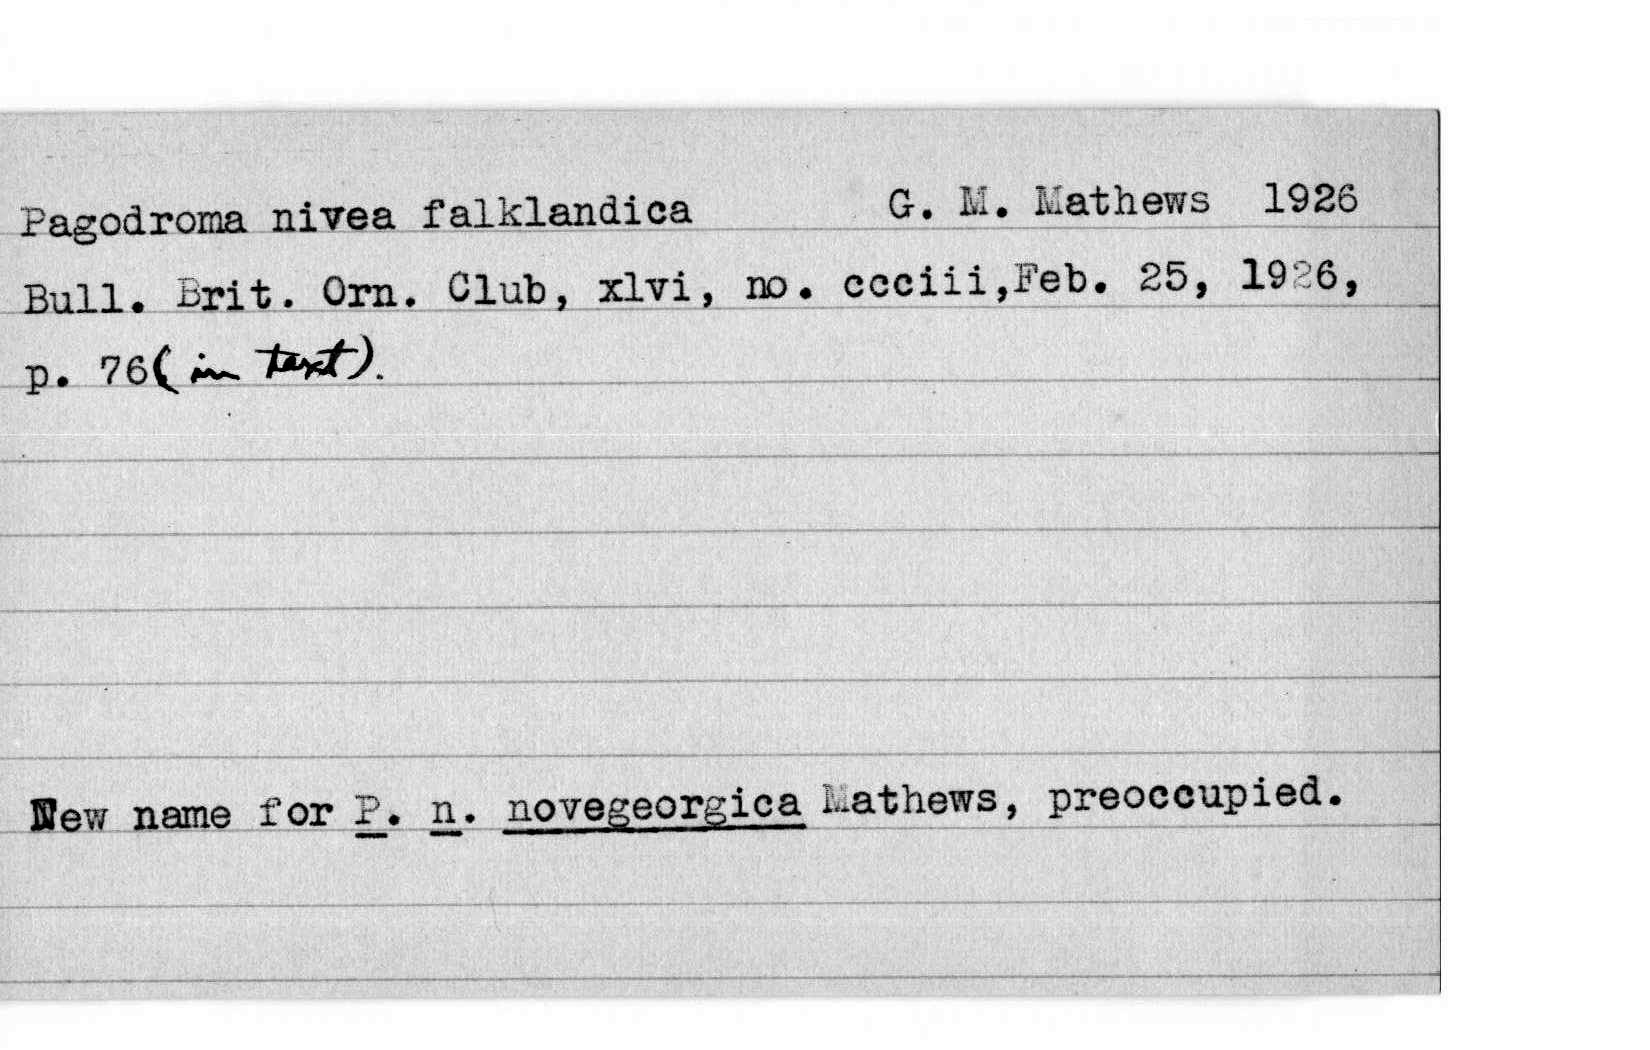 Pagodroma nivea falklandica G. M. Mathews 1926
Bull. Brit. Orn. Club, xlvi, no. ccciii,Feb. 25, 1926,
p. 76(in text).
New name for P. n. novegeorgica Mathews, preoccupied.